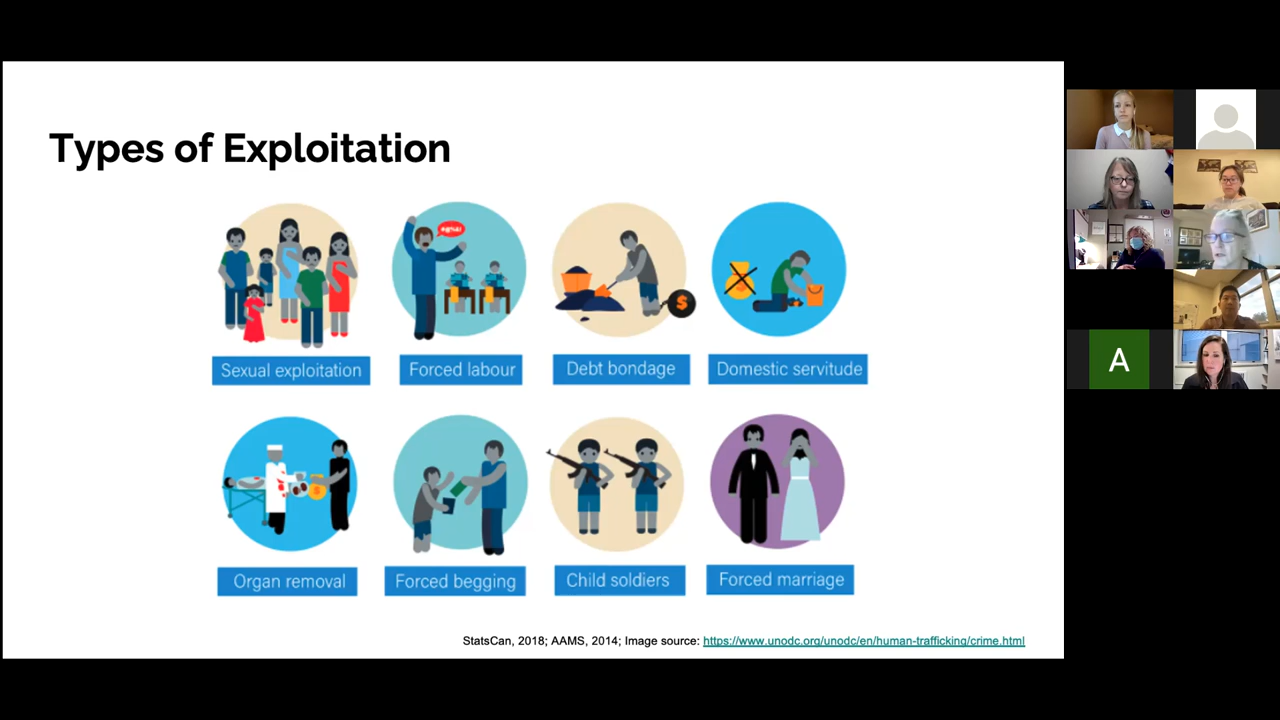 Types of Exploitation
#@%!
Sexual exploitation
Forced labour
Debt bondage
Domestic servitude
$
$
Organ removal
Forced begging
Child soldiers
Forced marriage
StatsCan, 2018; AAMS, 2014; Image source: https://www.unodc.org/unodc/en/human-trafficking/crime.html
A